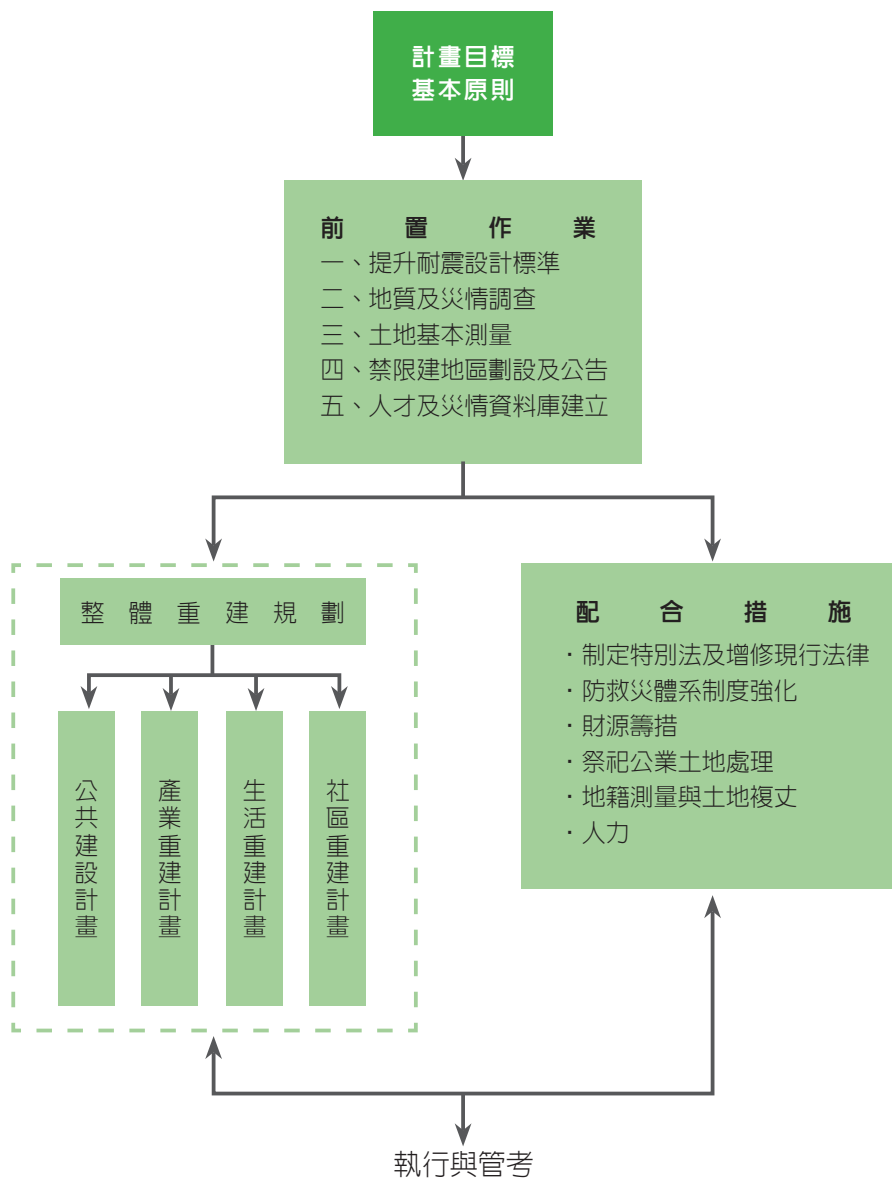 計畫目標
基本原則
前置作業
一、提升耐震設計標準
二、地質及災情調查
三、土地基本測量
四、禁限建地區劃設及公告
五、人才及災情資料庫建立
整體重建規劃
公共建設計畫
產業重建計畫
生活重建計畫
社區重建計畫
配合措施
・制定特別法及增修現行法律
・防救災體系制度強化
・財源籌措
・祭祀公業土地處理
・地籍測量與土地複丈
・人力
執行與管考